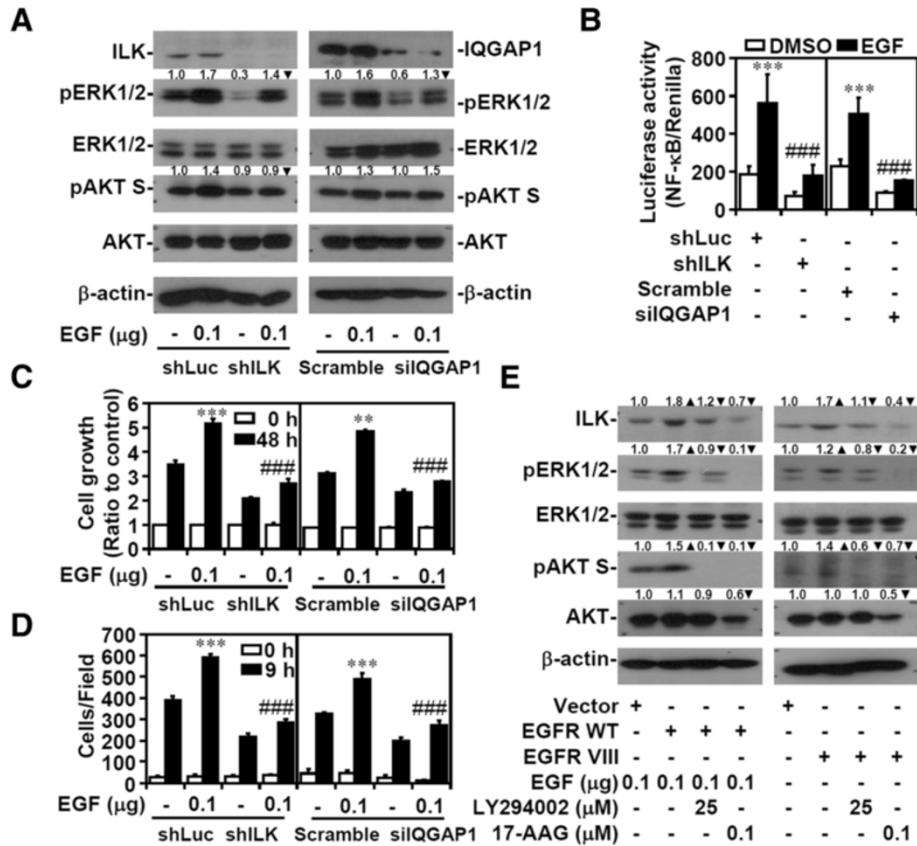 A
ILK-
-IQGAP1
1.0 1.7 0.3 1.4▼
1.0 1.6 0.6 1.3▼
pERK1/2-
-pERK1/2
ERK1/2-
-ERK1/2
1.0 1.4 0.9 0.9▼
1.0 1.3 1.0 1.5
pAKT S-
-pAKT S
AKT-
-AKT
β-actin-
-β-actin
EGF (μg) - 0.1 - 0.1 - 0.1 - 0.1
shLuc shILK Scramble siIQGAP1
B
DMSO EGF
Luciferase activity
(NF-κB/Renilla)
800
600
400
200
0
*** ### *** ###
shLuc + - - -
shILK - + - -
Scramble - - + -
siIQGAP1 - - - +
C
Cell growth
(Ratio to control)
6
5
4
3
2
1
0
0 h
48 h
*** ### ** ###
EGF (μg) - 0.1 - 0.1 - 0.1 - 0.1
shLuc shILK Scramble siIQGAP1
D
Cells/Field
700
600
500
400
300
200
100
0
0 h
9 h
*** ### *** ###
EGF (μg) - 0.1 - 0.1 - 0.1 - 0.1
shLuc shILK Scramble siIQGAP1
E
1.0 1.8▲ 1.2▼ 0.7▼ 1.0 1.7▲ 1.1▼ 0.4▼
ILK-
1.0 1.7▲ 0.9▼ 0.1▼ 1.0 1.2▲ 0.8▼ 0.2▼
pERK1/2-
ERK1/2-
1.0 1.5▲ 0.1▼ 0.1▼ 1.0 1.4▲ 0.6▼ 0.7▼
pAKT S-
1.0 1.1 0.9 0.6▼ 1.0 1.0 1.0 0.5▼
AKT-
β-actin-
Vector + - - - + - - -
EGFR WT - + + + - - - -
EGFR VIII - - - - - + + +
EGF (μg) 0.1 0.1 0.1 0.1 - - - -
LY294002 (μM) - - 25 - - - 25 -
17-AAG (μM) - - - 0.1 - - - 0.1